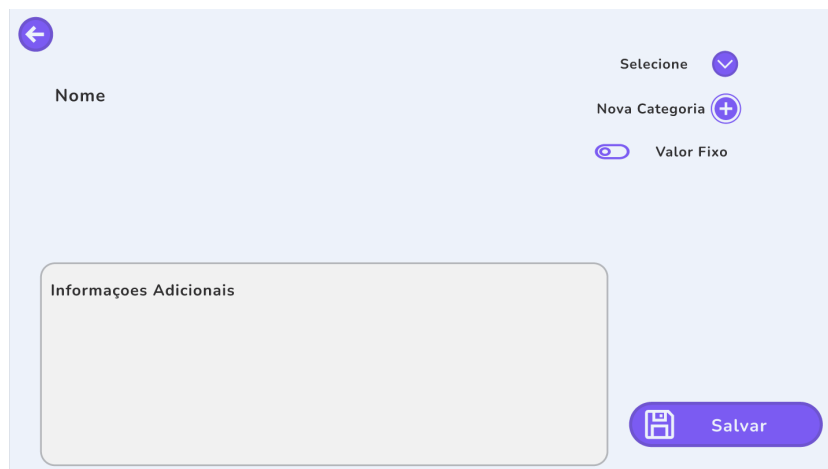 Selecione
Nome
Nova Categoria
Valor Fixo
Informaçoes Adicionais
Salvar